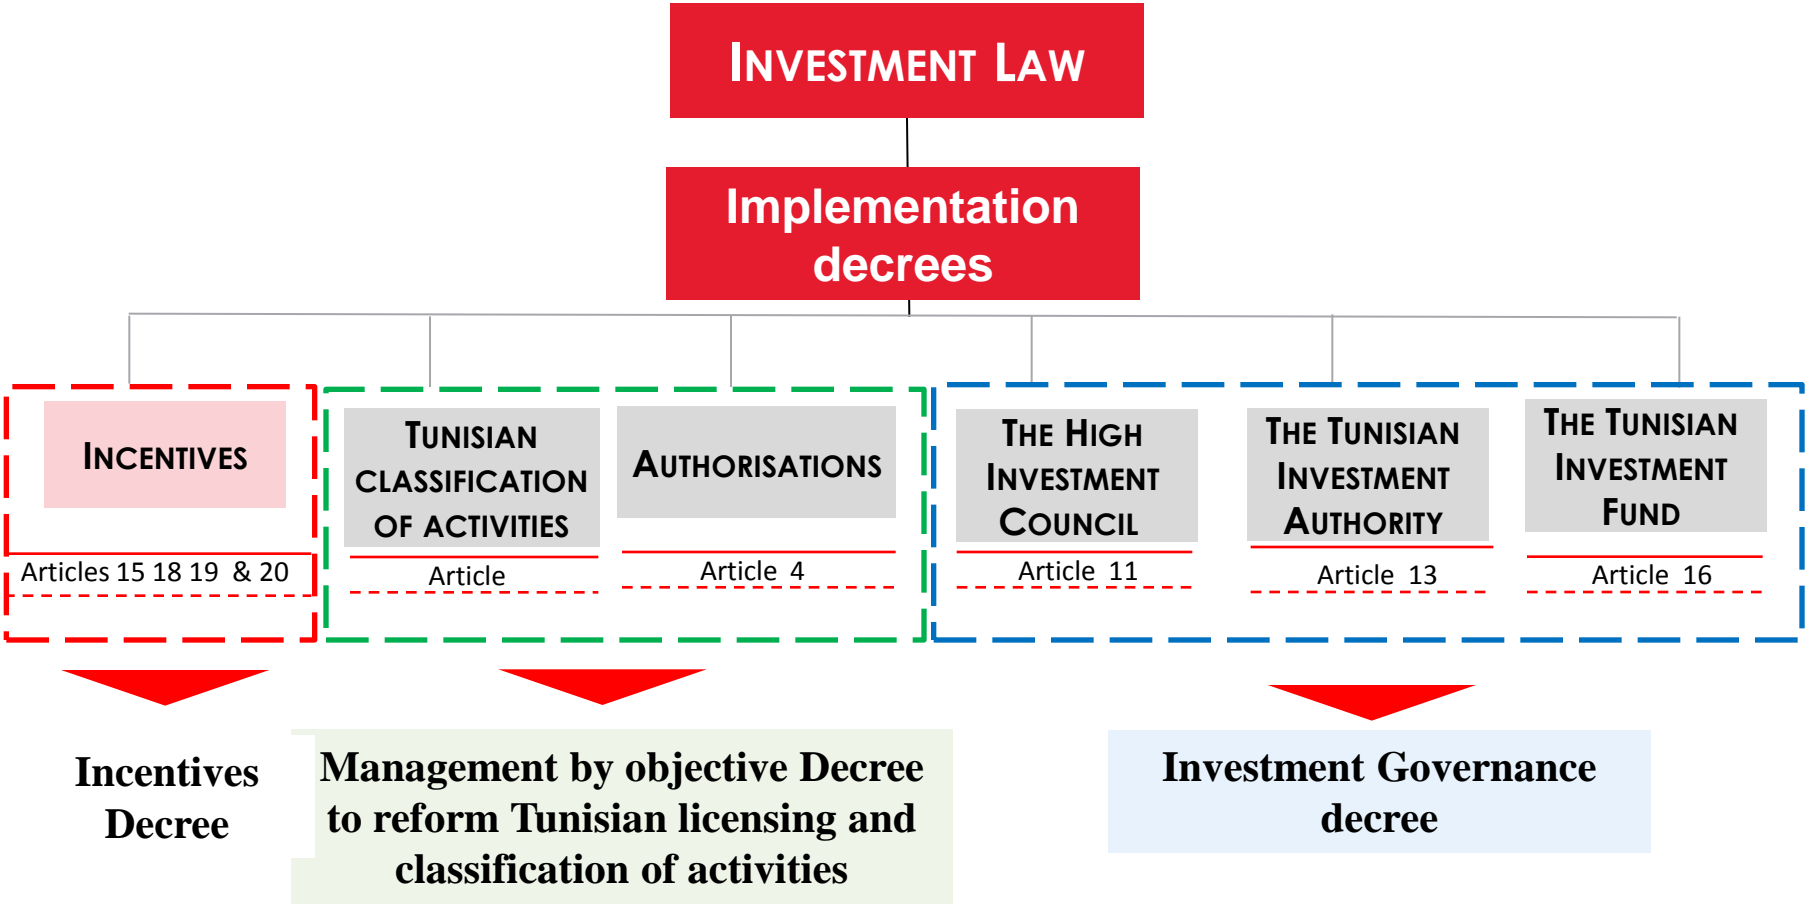 INVESTMENT LAW
Implementation
decrees
INCENTIVES
Articles 15 18 19 & 20
TUNISIAN
CLASSIFICATION
OF ACTIVITIES
Article
AUTHORISATIONS
Article 4
THE HIGH
INVESTMENT
COUNCIL
Article 11
THE TUNISIAN
INVESTMENT
AUTHORITY
Article 13
THE TUNISIAN
INVESTMENT
FUND
Article 16
Incentives
Decree
Management by objective Decree
to reform Tunisian licensing and
classification of activities
Investment Governance
decree